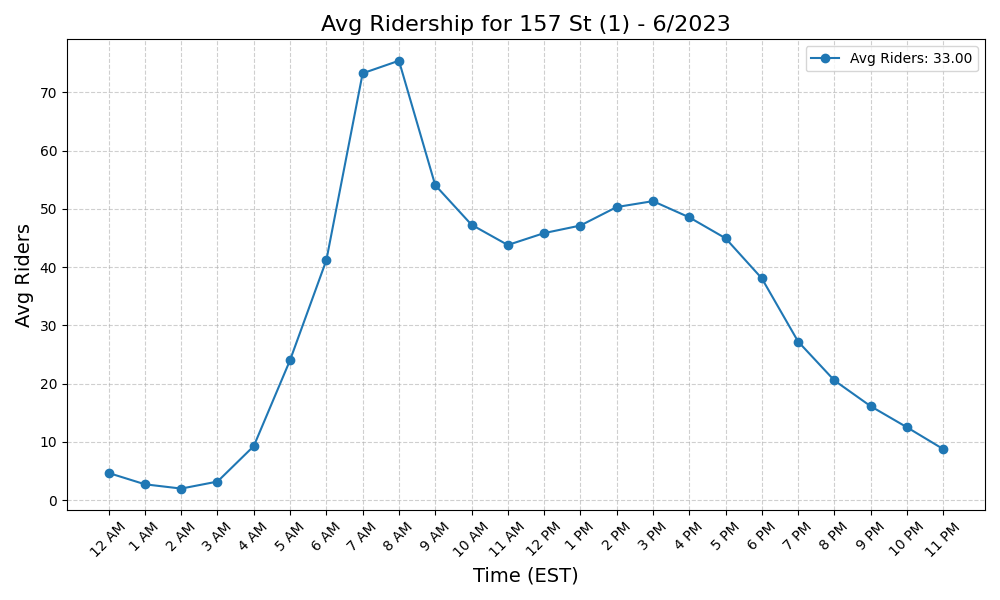 Avg Ridership for 157 St (1) - 6/2023
Avg Riders: 33.00
Avg Riders
70
60
50
40
30
20
10
0
12 AM
1 AM
2 AM
3 AM
4 AM
5 AM
6 AM
7 AM
8 AM
9 AM
10 AM
11 AM
12 PM
1 PM
2 PM
3 PM
4 PM
5 PM
6 PM
7 PM
8 PM
9 PM
10 PM
11 PM
Time (EST)